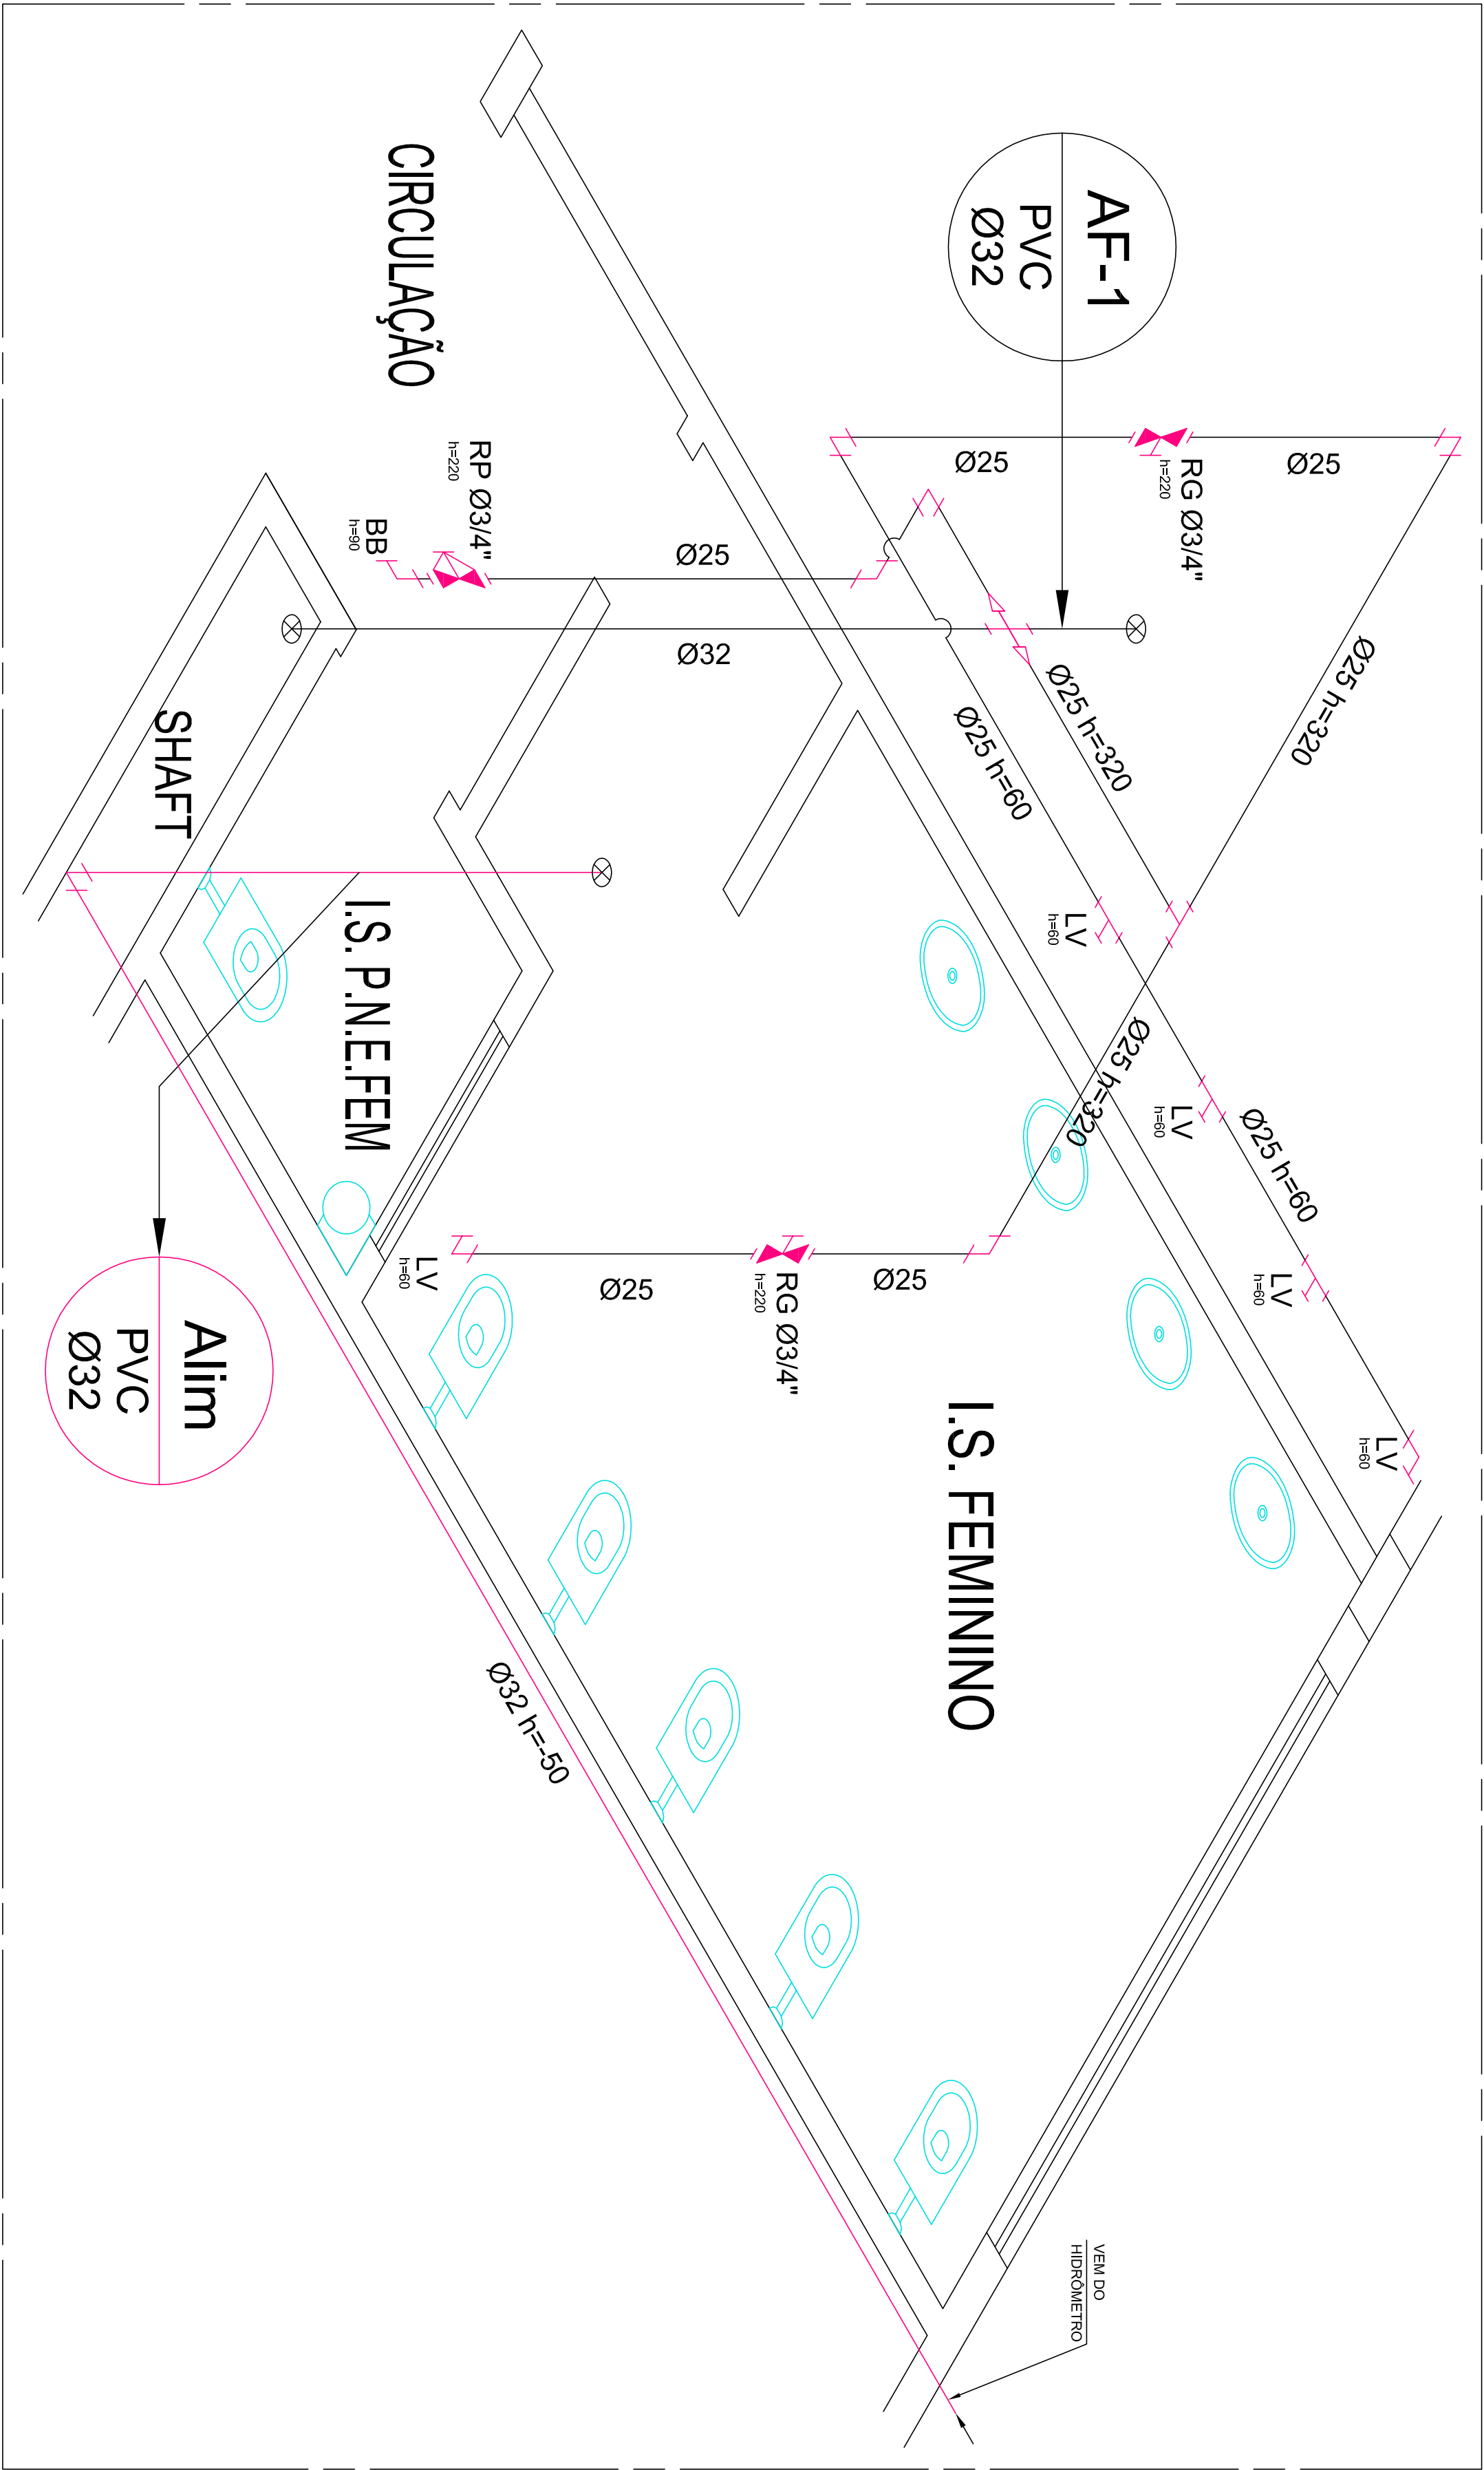 AF-1
PVC
Ø32
CIRCULAÇÃO
RP Ø3/4"
h=220
BB
h=90
Ø25
Ø32
Ø25
RG Ø3/4"
h=220
Ø25
Ø25 h=320
Ø25 h=320
Ø25 h=60
LV
h=60
Ø25 h=320
LV
h=60
Ø25 h=60
LV
h=60
LV
h=60
SHAFT
I.S. P.N.E.FEM
LV
h=60
Ø25
RG Ø3/4"
h=220
Ø25
I.S. FEMININO
Alim
PVC
Ø32
Ø32 h=-50
VEM DO
HIDRÔMETRO